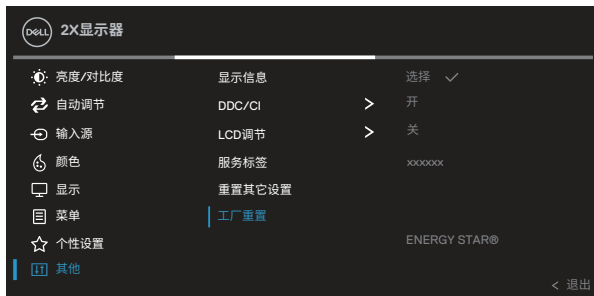 DELL 2X显示器
亮度/对比度 显示信息 选择
自动调节 DDC/CI 开
输入源 LCD调节 关
颜色 服务标签 xxxxxx
显示 重置其它设置
菜单 工厂重置
个性设置 ENERGY STAR®
其他
退出